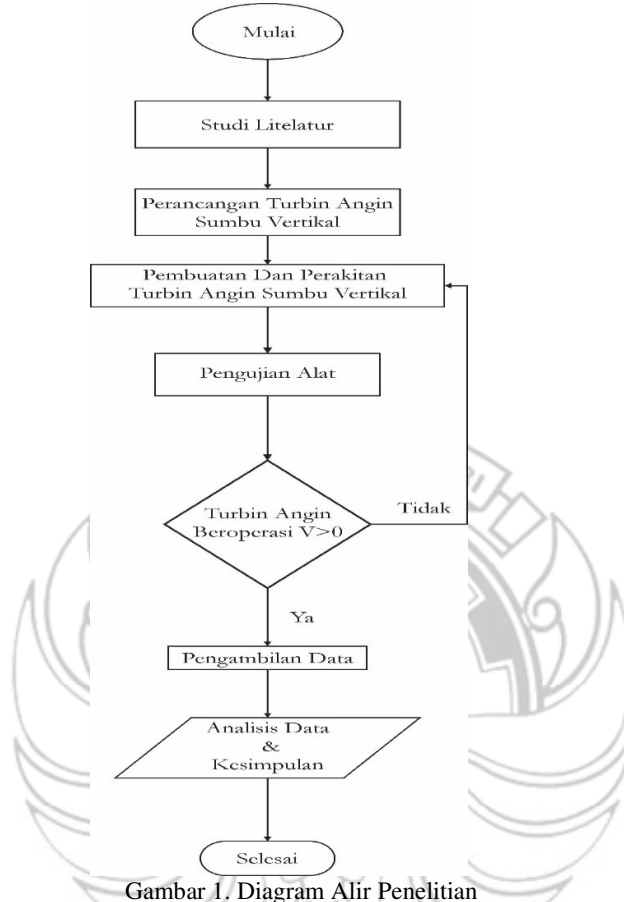 Mulai
Studi Litelatur
Perancangan Turbin Angin
Sumbu Vertikal
Pembuatan Dan Perakitan
Turbin Angin Sumbu Vertikal
Pengujian Alat
Turbin Angin
Beroperasi V>0
Tidak
Ya
Pengambilan Data
Analisis Data
&
Kesimpulan
Selesai
Gambar 1. Diagram Alir Penelitian